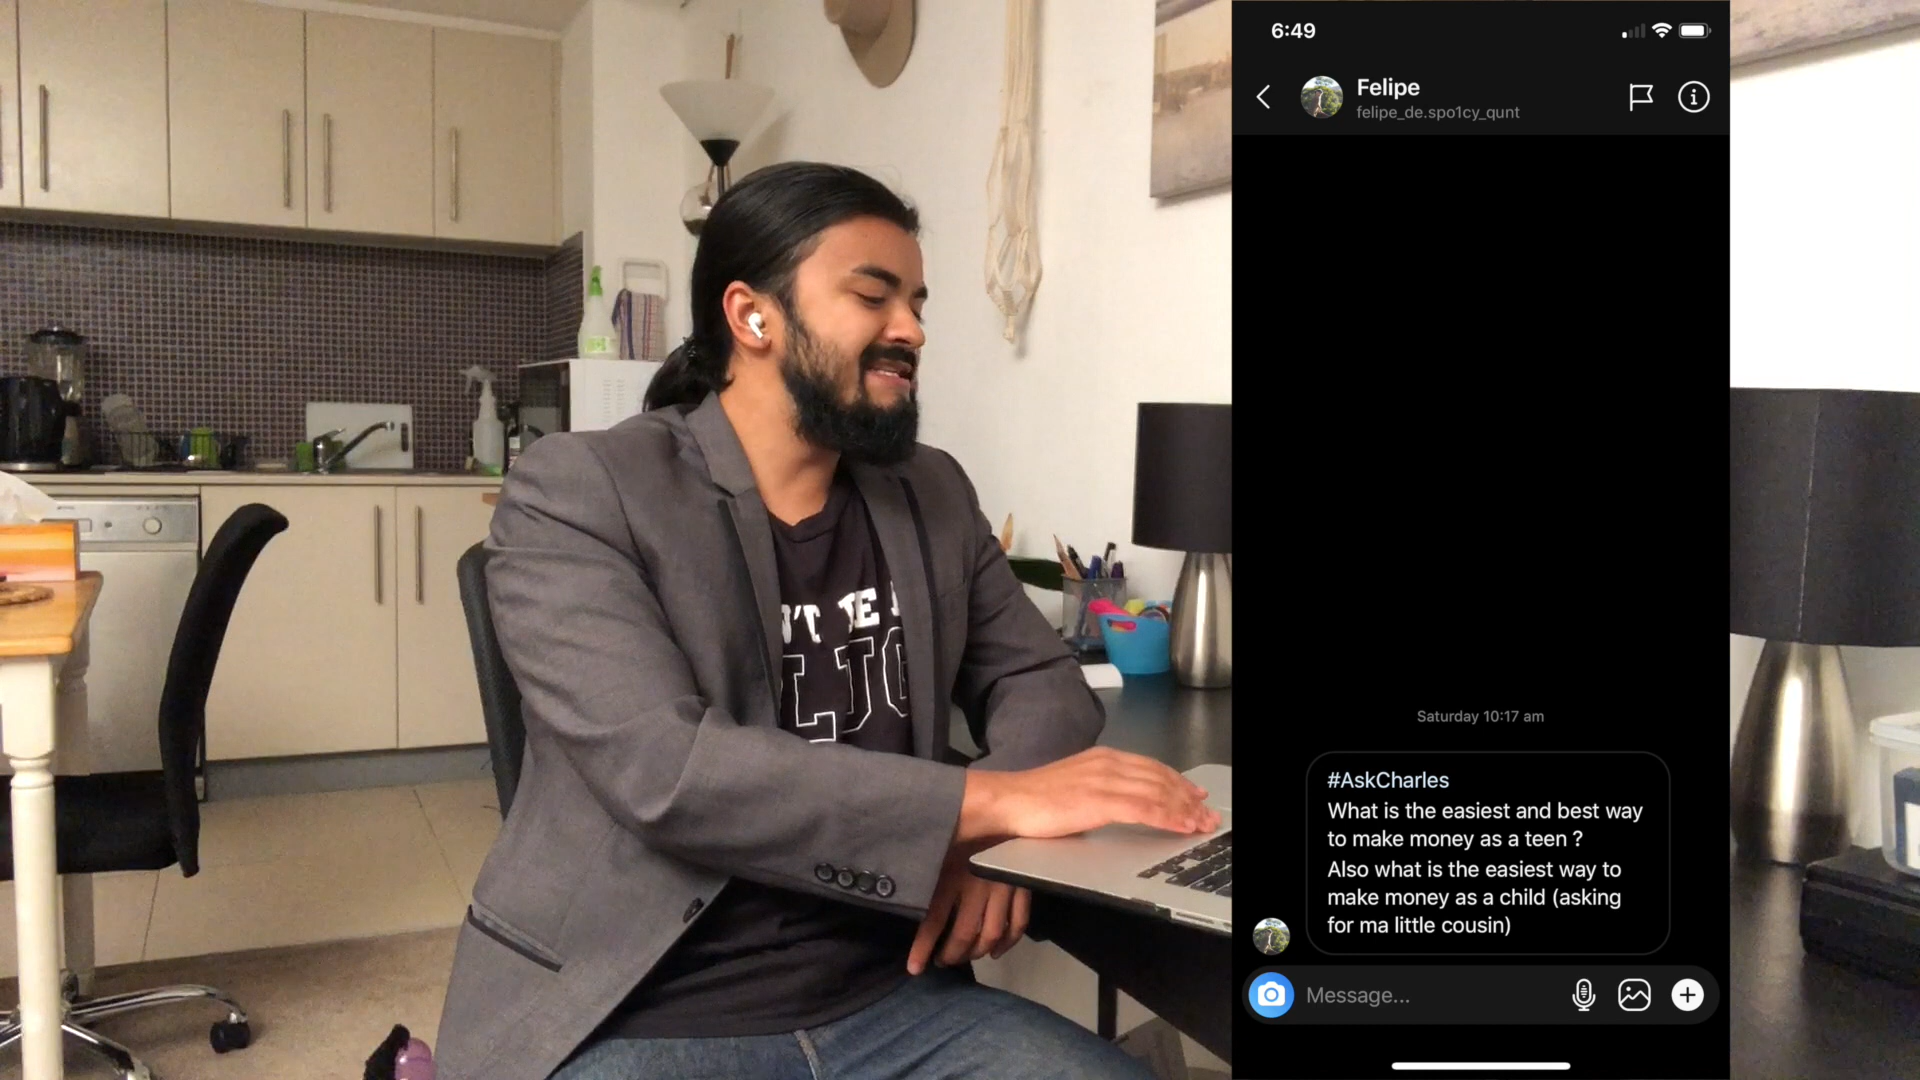 6:49
Felipe
felipe_de.spo1cy_qunt
Saturday 10:17 am
#AskCharles
What is the easiest and best way
to make money as a teen ?
Also what is the easiest way to
make money as a child (asking
for ma little cousin)
Message...